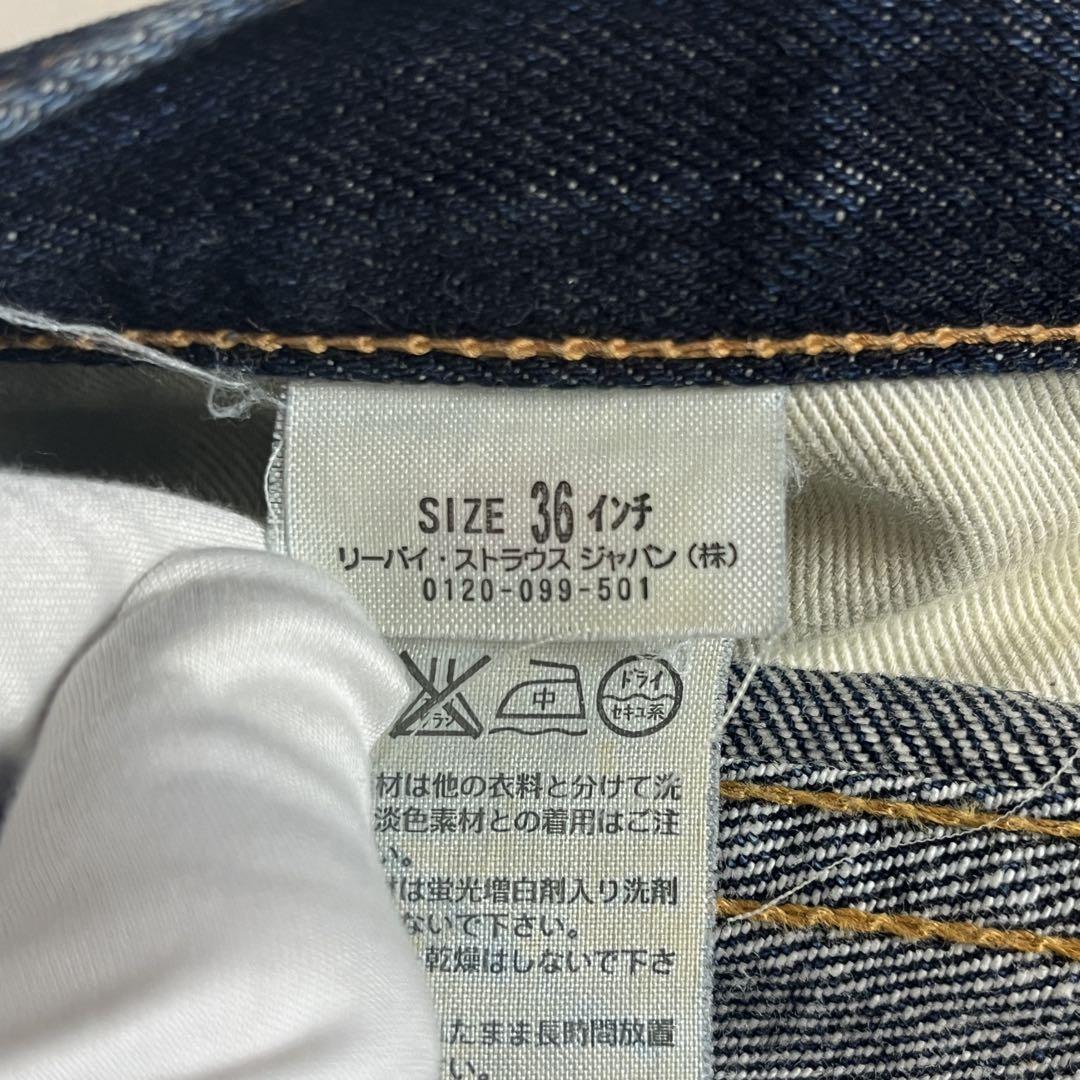 SIZE 36 インチ
リーバイ・ストラウス ジャパン(株)
0120-099-501
中
ドライ
セキユ系
材は他の衣料と分けて洗
淡色素材との着用はご注
い。
は蛍光増白剤入り洗剤
ないで下さい。
乾燥はしないで下さ
たまま長時間放置
い。